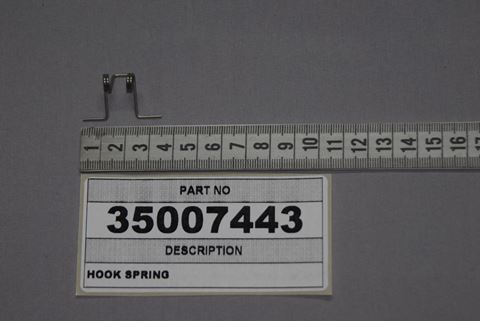 1 2 3 4 5 6 7 8 9 10 11 12 13 14 15 16
PART NO
35007443
DESCRIPTION
HOOK SPRING